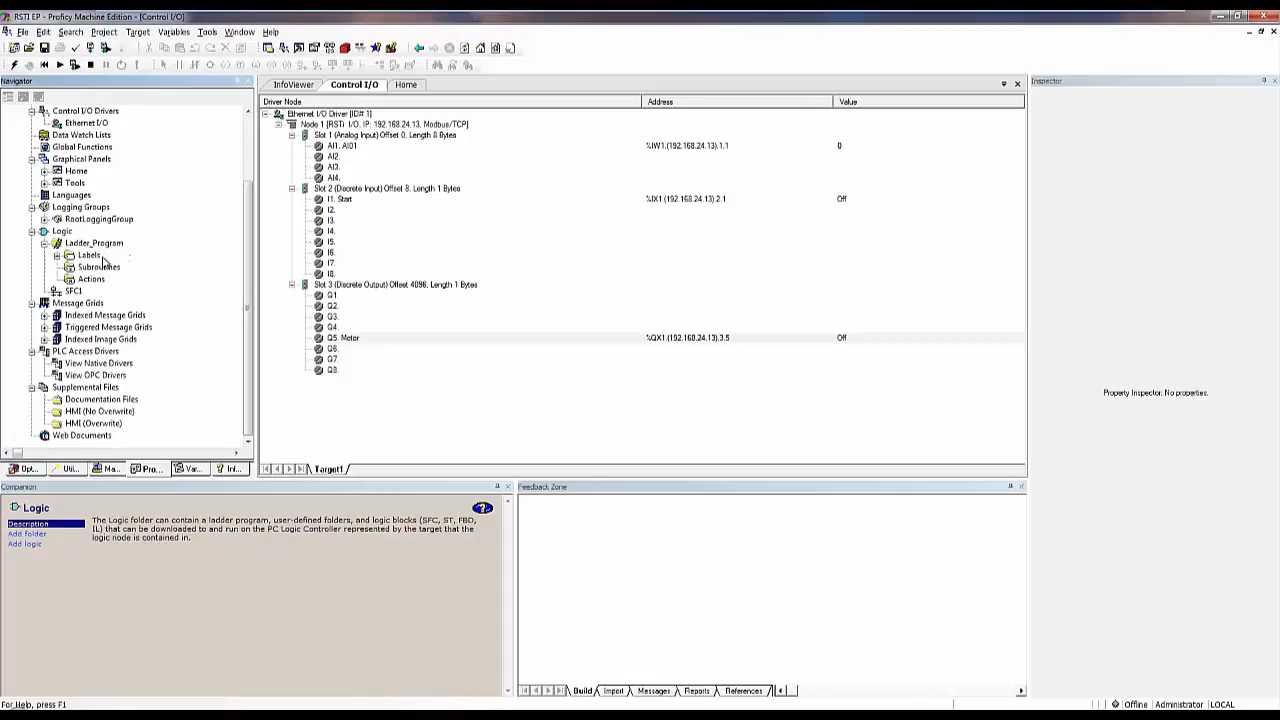 RSTI EP - Proficy Machine Edition - [Control I/O]
File Edit Search Project Target Variables Tools Window Help
Navigator
Control I/O Drivers
Ethernet I/O
Data Watch Lists
Global Functions
Graphical Panels
Home
Tools
Languages
Logging Groups
RootLoggingGroup
Logic
Ladder_Program
Labels
Subroutines
Actions
SFC1
Message Grids
Indexed Message Grids
Triggered Message Grids
Indexed Image Grids
PLC Access Drivers
View Native Drivers
View OPC Drivers
Supplemental Files
Documentation Files
HMI (No Overwrite)
HMI (Overwrite)
Web Documents
Opt... Uti... Ma... Pro... Var... Inf...
InfoViewer Control I/O Home
Driver Node Address Value
Ethernet I/O Driver [ID# 1]
Node 1 [RSTi I/O, IP: 192.168.24.13, Modbus/TCP]
Slot 1 (Analog Input) Offset 0, Length 8 Bytes
AI1. AI01 %IW1.(192.168.24.13).1.1 0
AI2.
AI3.
AI4.
Slot 2 (Discrete Input) Offset 8, Length 1 Bytes
I1. Start %IX1.(192.168.24.13).2.1 Off
I2.
I3.
I4.
I5.
I6.
I7.
I8.
Slot 3 (Discrete Output) Offset 4096, Length 1 Bytes
Q1.
Q2.
Q3.
Q4.
Q5. Motor %QX1.(192.168.24.13).3.5 Off
Q6.
Q7.
Q8.
Target1
Inspector
Property Inspector: No properties.
Companion
Logic
Description
Add folder
Add logic
The Logic folder can contain a ladder program, user-defined folders, and logic blocks (SFC, ST, FBD,
IL) that can be downloaded to and run on the PC Logic Controller represented by the target that the
logic node is contained in.
Feedback Zone
Build Import Messages Reports References
For Help, press F1
Offline Administrator LOCAL